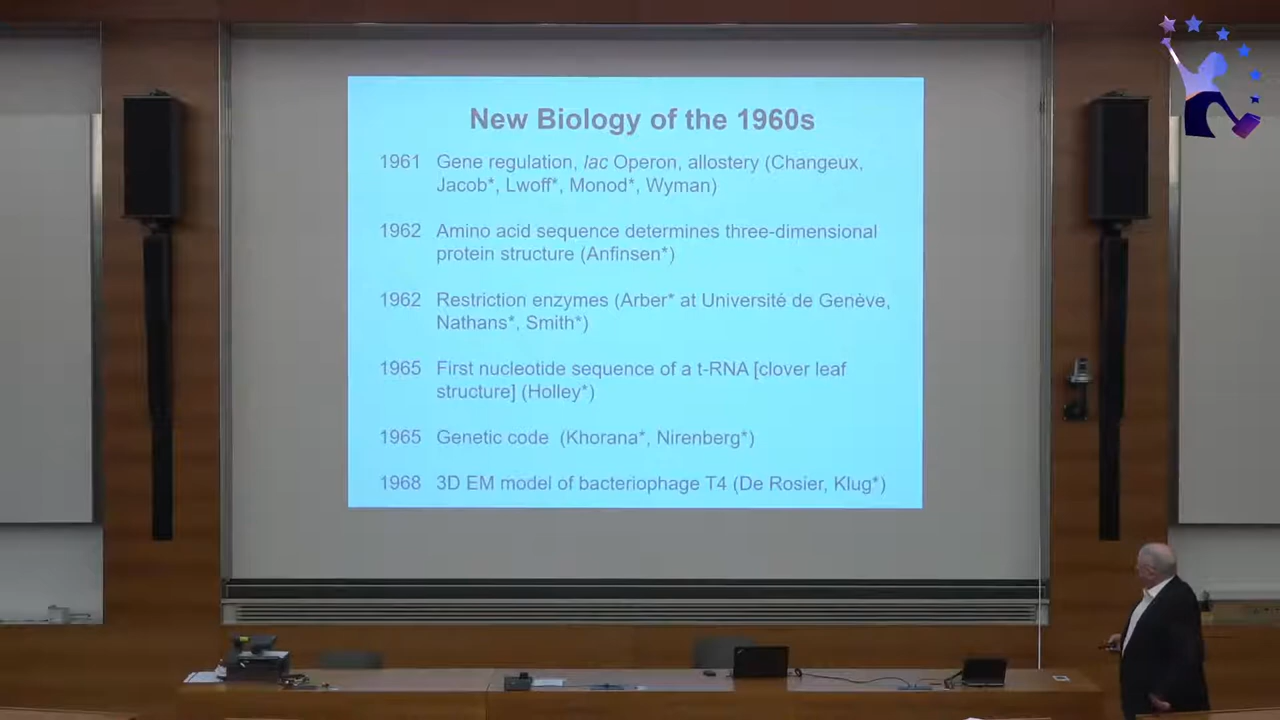 New Biology of the 1960s
1961 Gene regulation, lac Operon, allostery (Changeux,
Jacob*, Lwoff*, Monod*, Wyman)
1962 Amino acid sequence determines three-dimensional
protein structure (Anfinsen*)
1962 Restriction enzymes (Arber* at Université de Genève,
Nathans*, Smith*)
1965 First nucleotide sequence of a t-RNA [clover leaf
structure] (Holley*)
1965 Genetic code (Khorana*, Nirenberg*)
1968 3D EM model of bacteriophage T4 (De Rosier, Klug*)